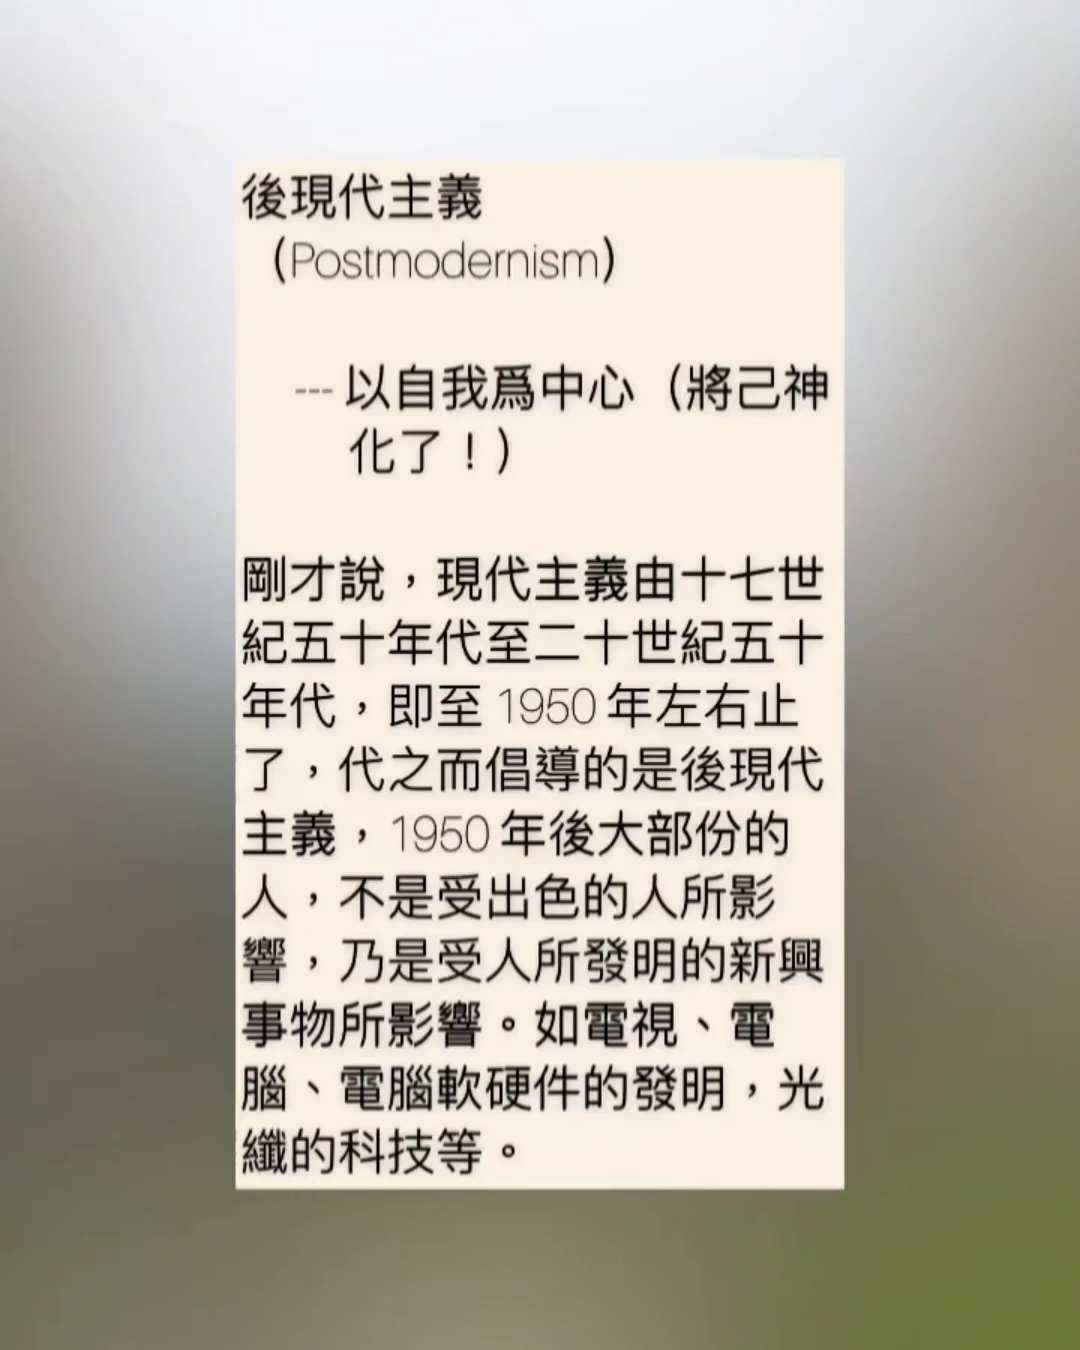 後現代主義
（Postmodernism）
--- 以自我爲中心（將己神
化了！）
剛才說，現代主義由十七世
紀五十年代至二十世紀五十
年代，即至 1950 年左右止
了，代之而倡導的是後現代
主義，1950 年後大部份的
人，不是受出色的人所影
響，乃是受人所發明的新興
事物所影響。如電視、電
腦、電腦軟硬件的發明，光
纖的科技等。